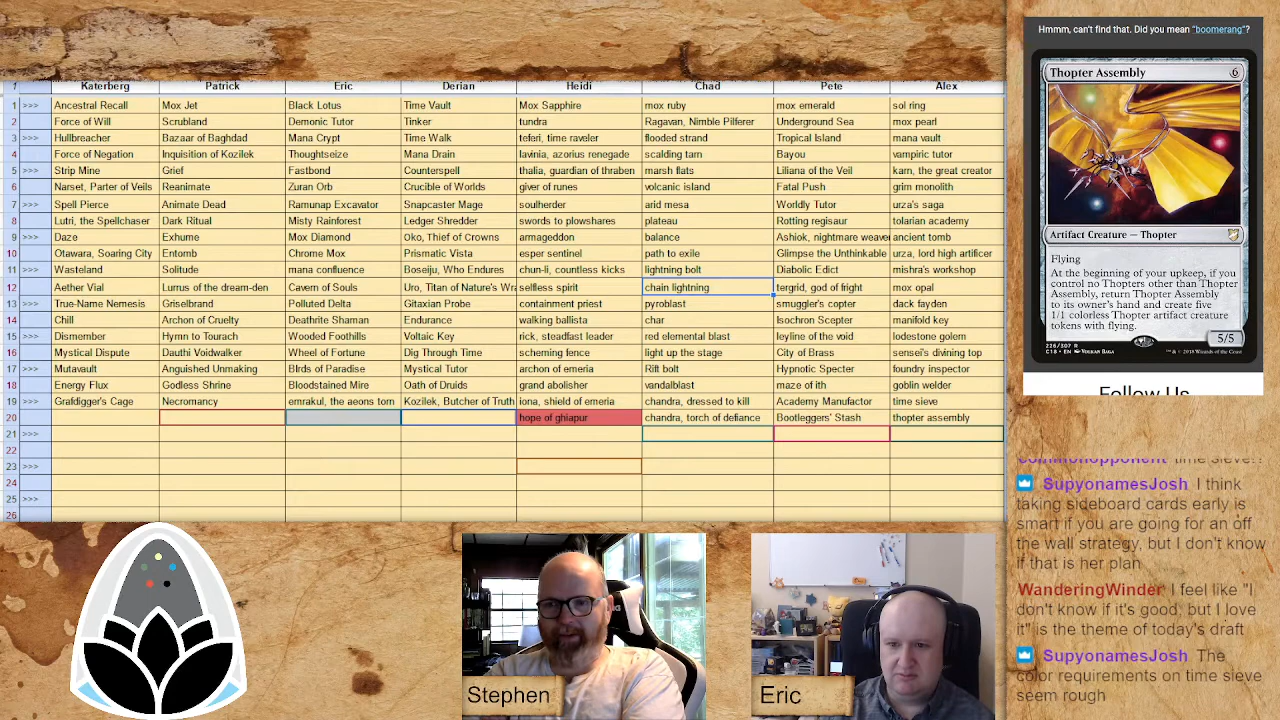 1 Katerberg Patrick Eric Derian Heidi Chad Pete Alex
1 >>> Ancestral Recall Mox Jet Black Lotus Time Vault Mox Sapphire mox ruby mox emerald sol ring
2 Force of Will Scrubland Demonic Tutor Tinker tundra Ragavan, Nimble Pilferer Underground Sea mox pearl
3 >>> Hullbreacher Bazaar of Baghdad Mana Crypt Time Walk teferi, time raveler flooded strand Tropical Island mana vault
4 Force of Negation Inquisition of Kozilek Thoughtseize Mana Drain lavinia, azorius renegade scalding tarn Bayou vampiric tutor
5 >>> Strip Mine Grief Fastbond Counterspell thalia, guardian of thraben marsh flats Liliana of the Veil karn, the great creator
6 Narset, Parter of Veils Reanimate Zuran Orb Crucible of Worlds giver of runes volcanic island Fatal Push grim monolith
7 >>> Spell Pierce Animate Dead Ramunap Excavator Snapcaster Mage soulherder arid mesa Worldly Tutor urza's saga
8 Lutri, the Spellchaser Dark Ritual Misty Rainforest Ledger Shredder swords to plowshares plateau Rotting regisaur tolarian academy
9 >>> Daze Exhume Mox Diamond Oko, Thief of Crowns armageddon balance Ashiok, nightmare weaver ancient tomb
10 Otawara, Soaring City Entomb Chrome Mox Prismatic Vista esper sentinel path to exile Glimpse the Unthinkable urza, lord high artificer
11 >>> Wasteland Solitude mana confluence Boseiju, Who Endures chun-li, countless kicks lightning bolt Diabolic Edict mishra's workshop
12 Aether Vial Lurrus of the dream-den Cavern of Souls Uro, Titan of Nature's Wra selfless spirit chain lightning tergrid, god of fright mox opal
13 >>> True-Name Nemesis Griselbrand Polluted Delta Gitaxian Probe containment priest pyroblast smuggler's copter dack fayden
14 Chill Archon of Cruelty Deathrite Shaman Endurance walking ballista char Isochron Scepter manifold key
15 >>> Dismember Hymn to Tourach Wooded Foothills Voltaic Key rick, steadfast leader red elemental blast leyline of the void lodestone golem
16 Mystical Dispute Dauthi Voidwalker Wheel of Fortune Dig Through Time scheming fence light up the stage City of Brass sensei's divining top
17 >>> Mutavault Anguished Unmaking BIrds of Paradise Mystical Tutor archon of emeria Rift bolt Hypnotic Specter foundry inspector
18 Energy Flux Godless Shrine Bloodstained Mire Oath of Druids grand abolisher vandalblast maze of ith goblin welder
19 >>> Grafdigger's Cage Necromancy emrakul, the aeons torn Kozilek, Butcher of Truth iona, shield of emeria chandra, dressed to kill Academy Manufactor time sieve
20 hope of ghiapur chandra, torch of defiance Bootleggers' Stash thopter assembly
21 >>>
22
23 >>>
24
25 >>>
26
Hmmm, can't find that. Did you mean "boomerang"?
Thopter Assembly 6
Artifact Creature — Thopter
Flying
At the beginning of your upkeep, if you
control no Thopters other than Thopter
Assembly, return Thopter Assembly
to its owner's hand and create five
1/1 colorless Thopter artifact creature
tokens with flying.
5/5
226/307 R
C18 • EN
Follow Us
commonopponent time sieve!?
SupyonamesJosh I think
taking sideboard cards early is
smart if you are going for an off
the wall strategy, but I don't know
if that is her plan
WanderingWinder I feel like "I
don't know if it's good, but I love
it" is the theme of today's draft
SupyonamesJosh The
color requirements on time sieve
seem rough
Stephen
Eric